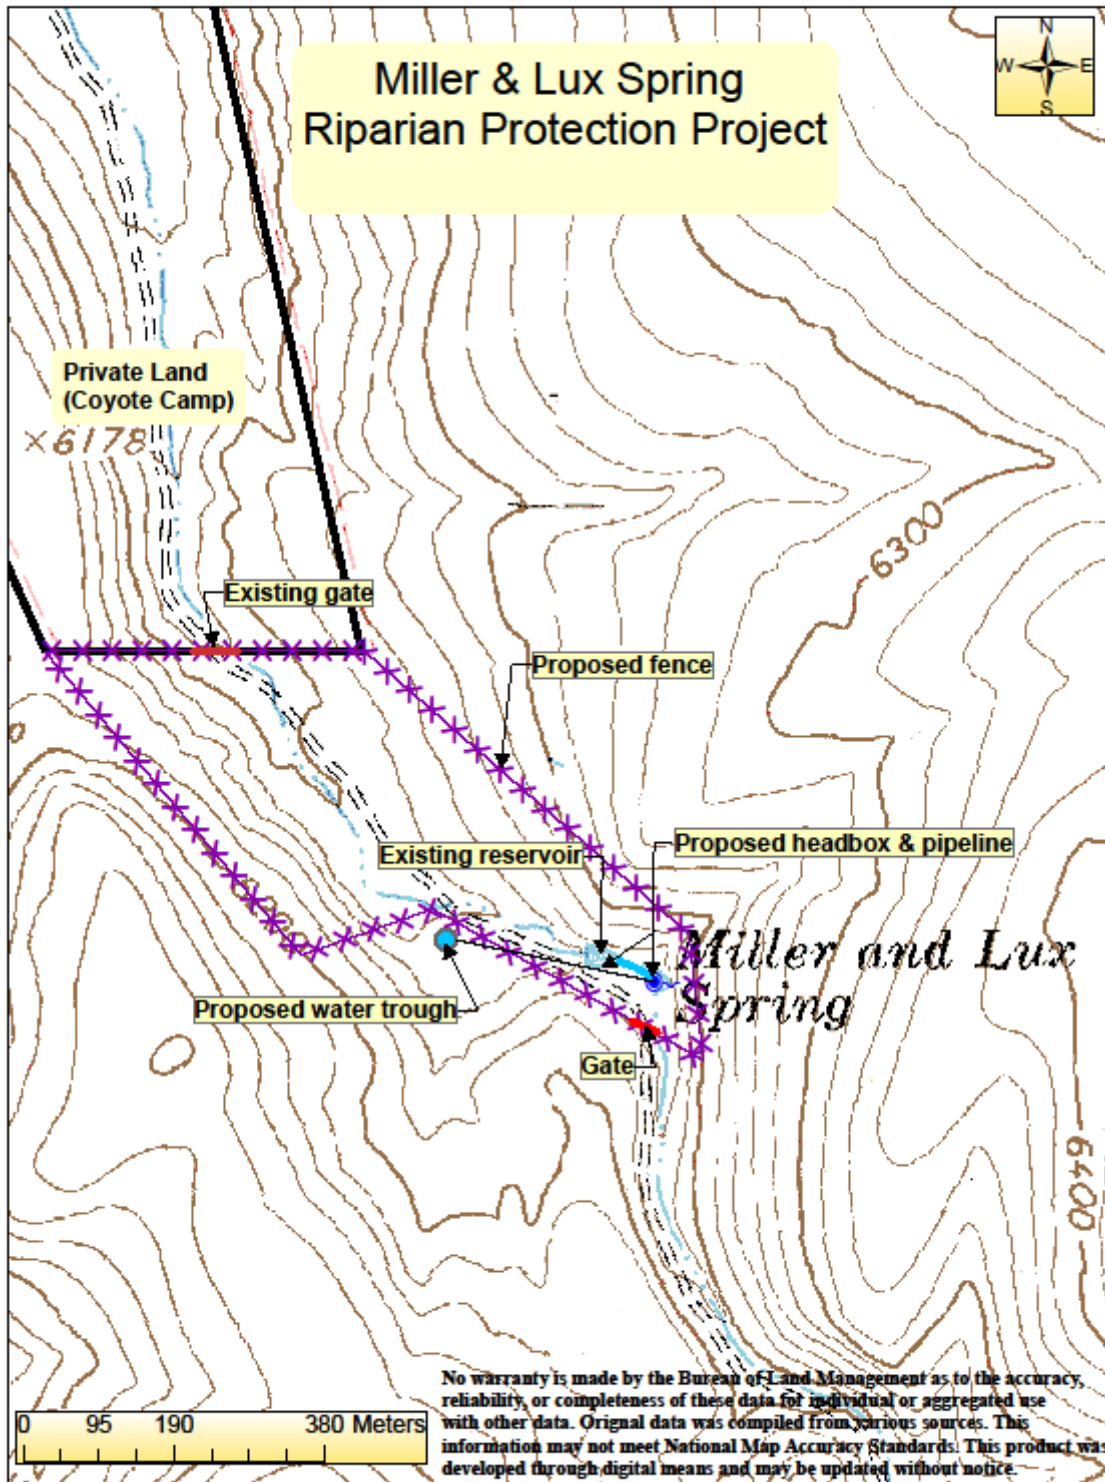 Miller & Lux Spring
Riparian Protection Project
N
W E
S
Private Land
(Coyote Camp)
×6178
6300
Existing gate
Proposed fence
Existing reservoir
Proposed headbox & pipeline
Miller and Lux
Spring
Proposed water trough
Gate
6400
No warranty is made by the Bureau of Land Management as to the accuracy,
reliability, or completeness of these data for individual or aggregated use
with other data. Orignal data was compiled from various sources. This
information may not meet National Map Accuracy Standards. This product was
developed through digital means and may be updated without notice.
0 95 190 380 Meters